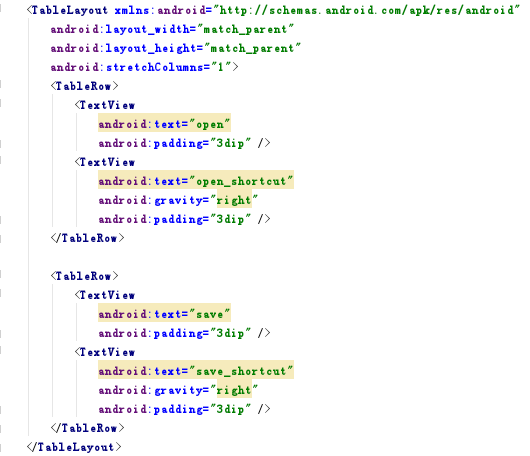 <TableLayout xmlns:android="http://schemas.android.com/apk/res/android"
android:layout_width="match_parent"
android:layout_height="match_parent"
android:stretchColumns="1">
<TableRow>
<TextView
android:text="open"
android:padding="3dip" />
<TextView
android:text="open_shortcut"
android:gravity="right"
android:padding="3dip" />
</TableRow>
<TableRow>
<TextView
android:text="save"
android:padding="3dip" />
<TextView
android:text="save_shortcut"
android:gravity="right"
android:padding="3dip" />
</TableRow>
</TableLayout>